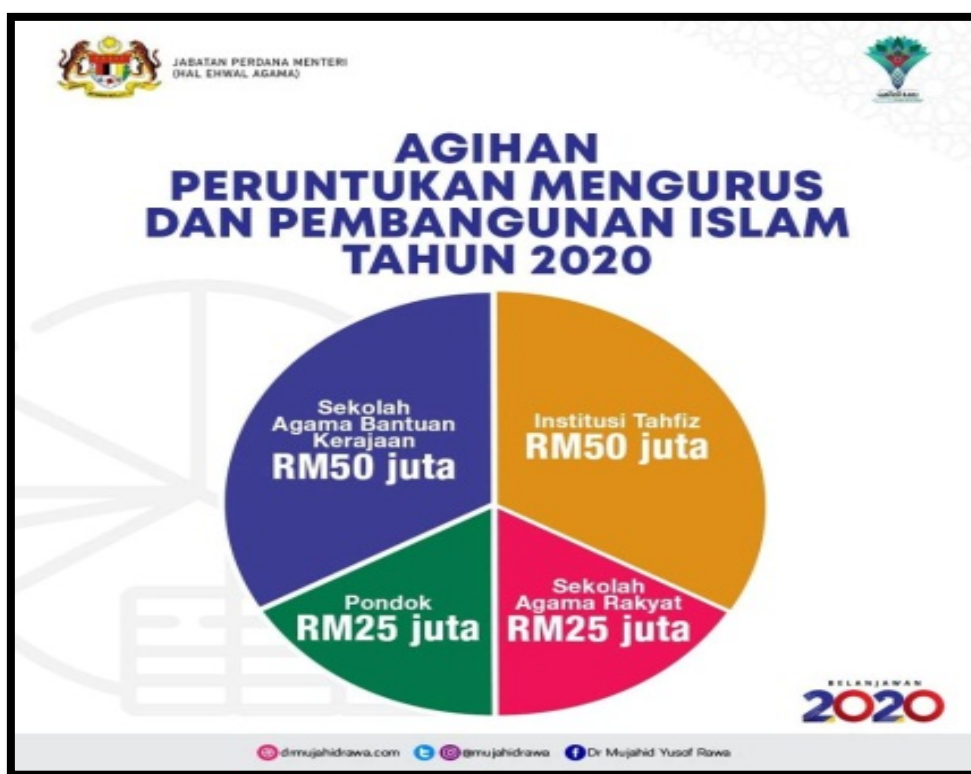 JABATAN PERDANA MENTERI
(HAL EHWAL AGAMA)
AGIHAN
PERUNTUKAN MENGURUS
DAN PEMBANGUNAN ISLAM
TAHUN 2020
Sekolah
Agama Bantuan
Kerajaan
RM50 juta
Institusi Tahfiz
RM50 juta
Pondok
RM25 juta
Sekolah
Agama Rakyat
RM25 juta
BELANJAWAN
2020
drmujahidrawa.com
@mujahidrawa
Dr Mujahid Yusof Rawa